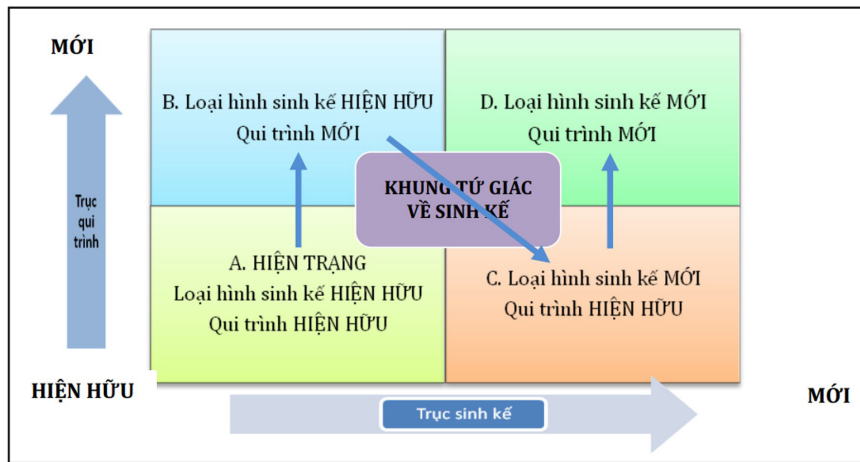 MỚI
B. Loại hình sinh kế HIỆN HỮU
Qui trình MỚI
D. Loại hình sinh kế MỚI
Qui trình MỚI
Trục
qui
trình
KHUNG TỨ GIÁC
VỀ SINH KẾ
A. HIỆN TRẠNG
Loại hình sinh kế HIỆN HỮU
Qui trình HIỆN HỮU
C. Loại hình sinh kế MỚI
Qui trình HIỆN HỮU
HIỆN HỮU
Trục sinh kế
MỚI